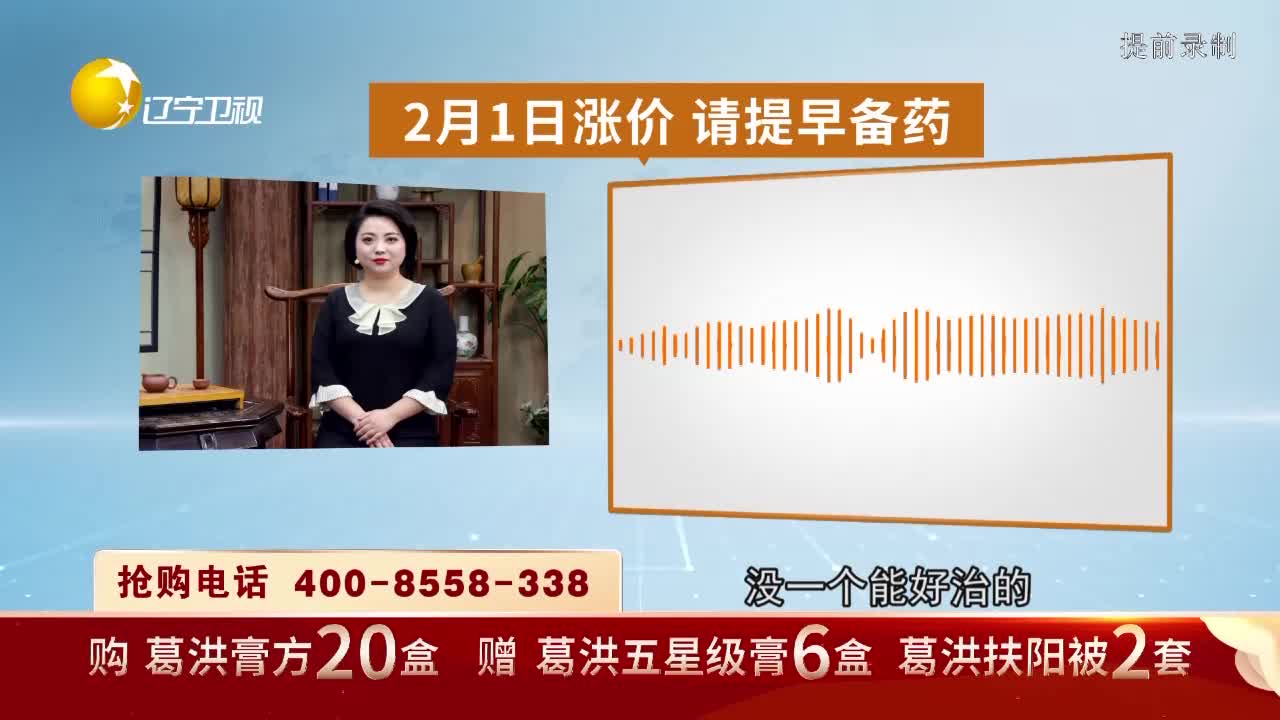 提前录制
辽宁卫视
2月1日涨价 请提早备药
抢购电话 400-8558-338
没一个能好治的
购 葛洪膏方20盒 赠 葛洪五星级膏6盒 葛洪扶阳被2套